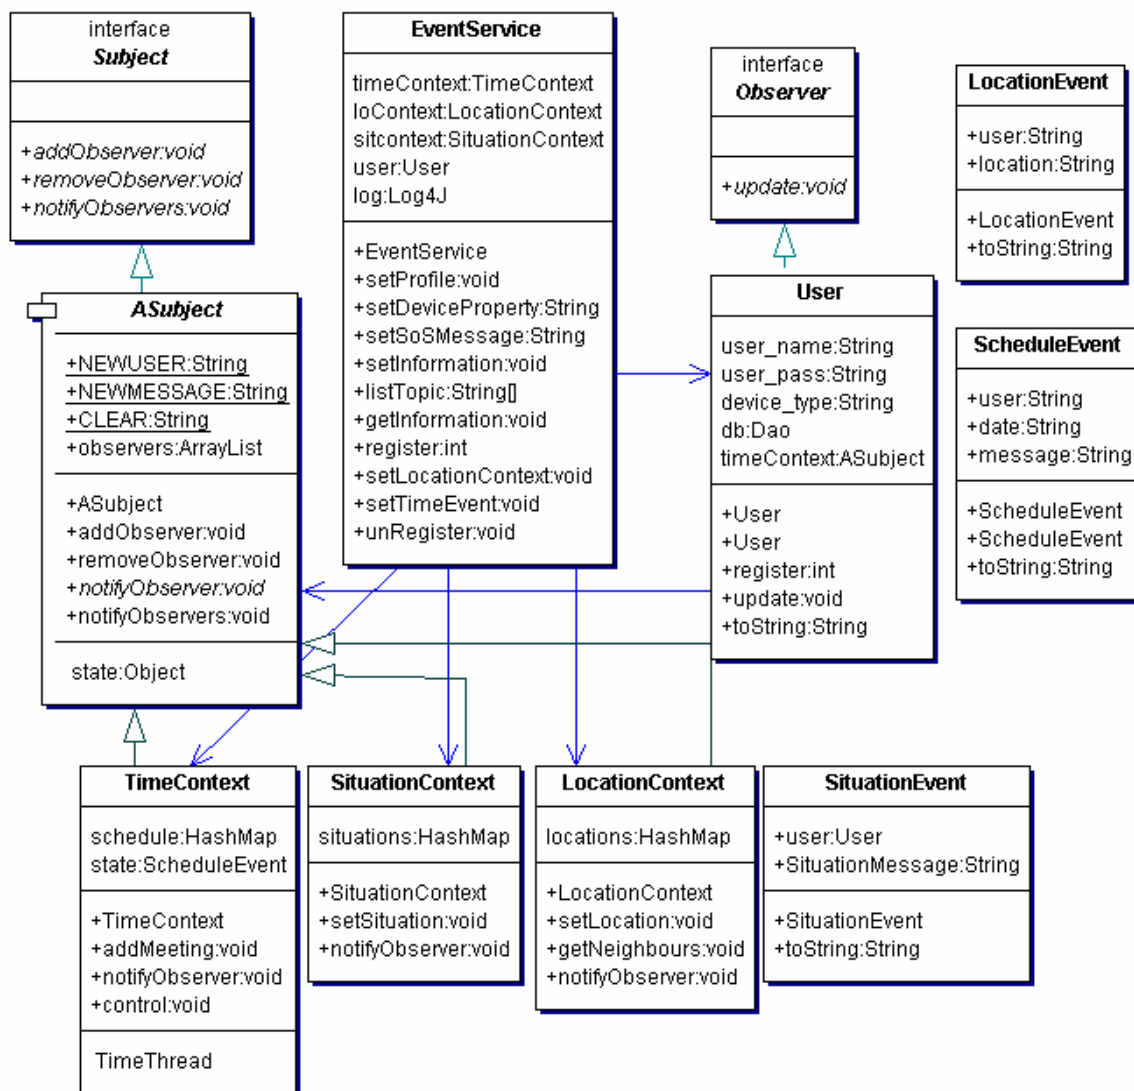 interface
Subject
+addObserver:void
+removeObserver:void
+notifyObservers:void
EventService
timeContext:TimeContext
loContext:LocationContext
sitcontext:SituationContext
user:User
log:Log4J
+EventService
+setProfile:void
+setDeviceProperty:String
+setSoSMessage:String
+setInformation:void
+listTopic:String[]
+getInformation:void
+register:int
+setLocationContext:void
+setTimeEvent:void
+unRegister:void
interface
Observer
+update:void
LocationEvent
+user:String
+location:String
+LocationEvent
+toString:String
ASubject
+NEWUSER:String
+NEWMESSAGE:String
+CLEAR:String
+observers:ArrayList
+ASubject
+addObserver:void
+removeObserver:void
+notifyObserver:void
+notifyObservers:void
state:Object
User
user_name:String
user_pass:String
device_type:String
db:Dao
timeContext:ASubject
+User
+User
+register:int
+update:void
+toString:String
ScheduleEvent
+user:String
+date:String
+message:String
+ScheduleEvent
+ScheduleEvent
+toString:String
TimeContext
schedule:HashMap
state:ScheduleEvent
+TimeContext
+addMeeting:void
+notifyObserver:void
+control:void
TimeThread
SituationContext
situations:HashMap
+SituationContext
+setSituation:void
+notifyObserver:void
LocationContext
locations:HashMap
+LocationContext
+setLocation:void
+getNeighbours:void
+notifyObserver:void
SituationEvent
+user:User
+SituationMessage:String
+SituationEvent
+toString:String